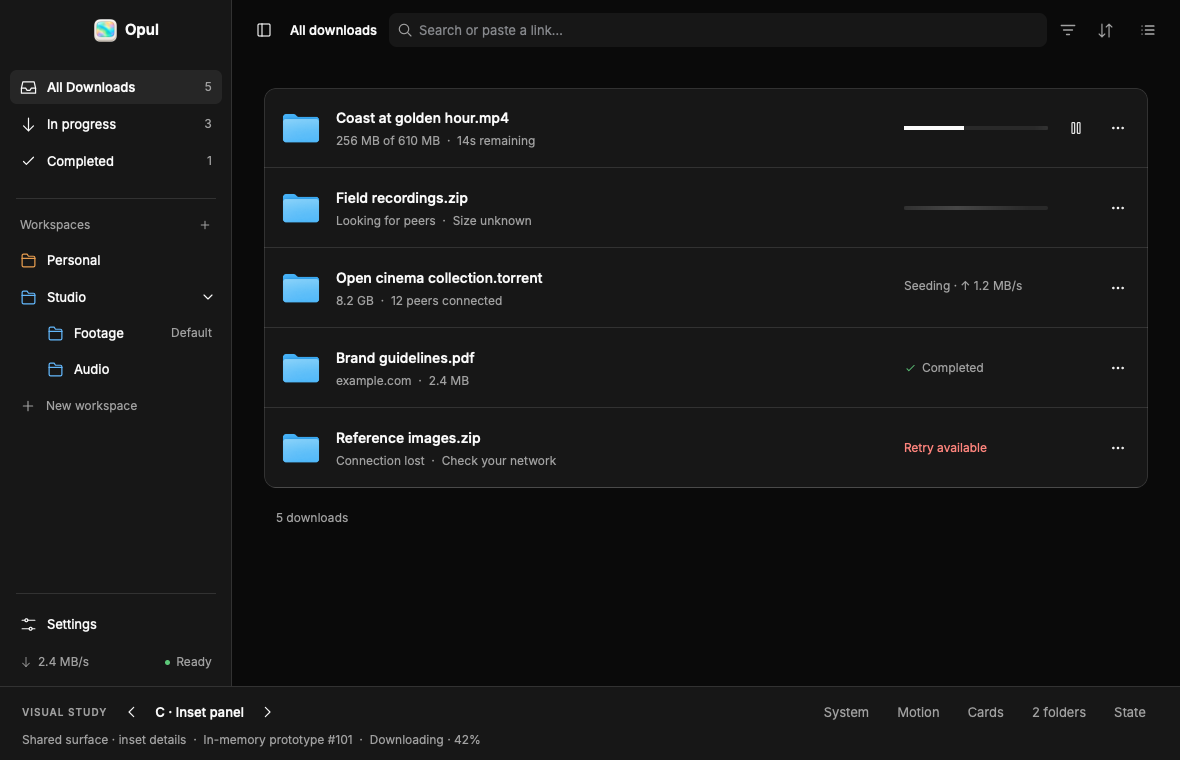 Opul
All downloads
Search or paste a link...
All Downloads 5
In progress 3
Completed 1
Workspaces
Personal
Studio
Footage Default
Audio
New workspace
Settings
2.4 MB/s Ready
Coast at golden hour.mp4
256 MB of 610 MB · 14s remaining
Field recordings.zip
Looking for peers · Size unknown
Open cinema collection.torrent
8.2 GB · 12 peers connected
Seeding · ↑ 1.2 MB/s
Brand guidelines.pdf
example.com · 2.4 MB
Completed
Reference images.zip
Connection lost · Check your network
Retry available
5 downloads
VISUAL STUDY C · Inset panel
System Motion Cards 2 folders State
Shared surface · inset details · In-memory prototype #101 · Downloading · 42%